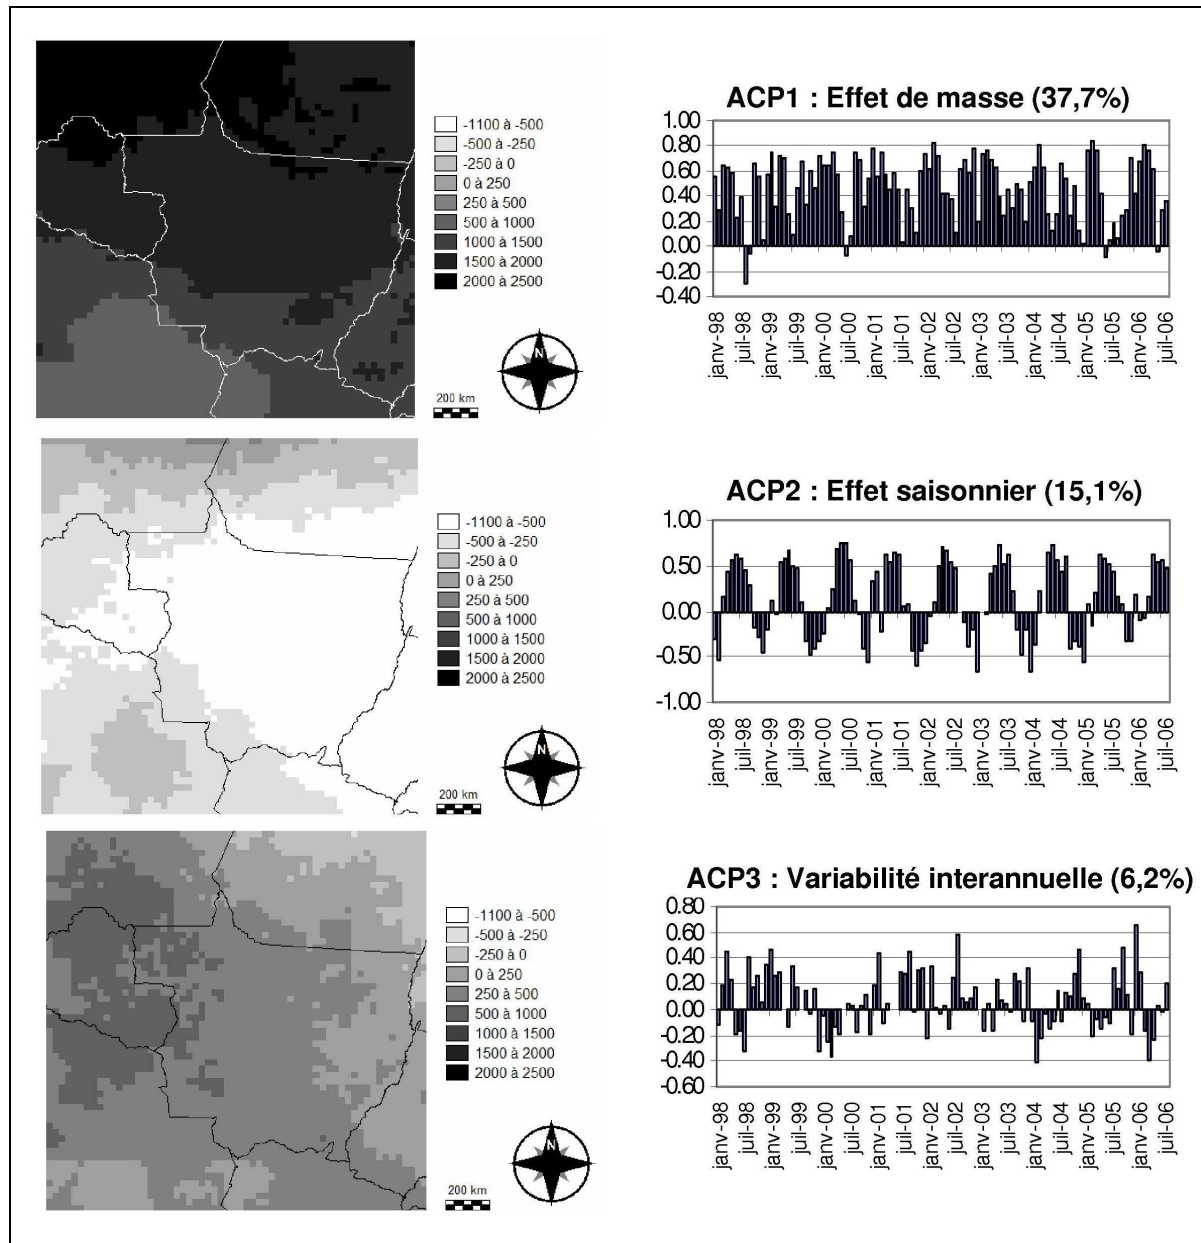 -1100 à -500
-500 à -250
-250 à 0
0 à 250
250 à 500
500 à 1000
1000 à 1500
1500 à 2000
2000 à 2500
N
200 km
ACP1 : Effet de masse (37,7%)
1.00
0.80
0.60
0.40
0.20
0.00
-0.20
-0.40
janv-98
juil-98
janv-99
juil-99
janv-00
juil-00
janv-01
juil-01
janv-02
juil-02
janv-03
juil-03
janv-04
juil-04
janv-05
juil-05
janv-06
juil-06
-1100 à -500
-500 à -250
-250 à 0
0 à 250
250 à 500
500 à 1000
1000 à 1500
1500 à 2000
2000 à 2500
N
200 km
ACP2 : Effet saisonnier (15,1%)
1.00
0.50
0.00
-0.50
-1.00
janv-98
juil-98
janv-99
juil-99
janv-00
juil-00
janv-01
juil-01
janv-02
juil-02
janv-03
juil-03
janv-04
juil-04
janv-05
juil-05
janv-06
juil-06
-1100 à -500
-500 à -250
-250 à 0
0 à 250
250 à 500
500 à 1000
1000 à 1500
1500 à 2000
2000 à 2500
N
200 km
ACP3 : Variabilité interannuelle (6,2%)
0.80
0.60
0.40
0.20
0.00
-0.20
-0.40
-0.60
janv-98
juil-98
janv-99
juil-99
janv-00
juil-00
janv-01
juil-01
janv-02
juil-02
janv-03
juil-03
janv-04
juil-04
janv-05
juil-05
janv-06
juil-06